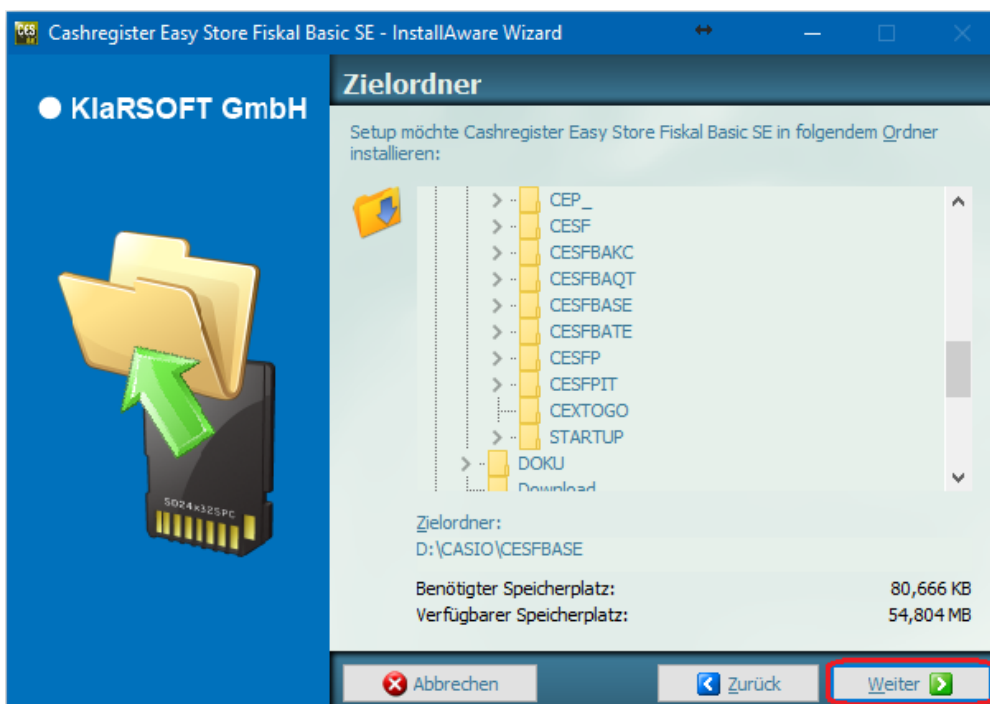 Cashregister Easy Store Fiskal Basic SE - InstallAware Wizard
KlaRSOFT GmbH
Zielordner
Setup möchte Cashregister Easy Store Fiskal Basic SE in folgendem Ordner
installieren:
CEP_
CESF
CESFBAKC
CESFBAQT
CESFBASE
CESFBATE
CESFP
CESFPIT
CEXTOGO
STARTUP
DOKU
Download
Zielordner:
D:\CASIO\CESFBASE
Benötigter Speicherplatz: 80,666 KB
Verfügbarer Speicherplatz: 54,804 MB
Abbrechen Zurück Weiter